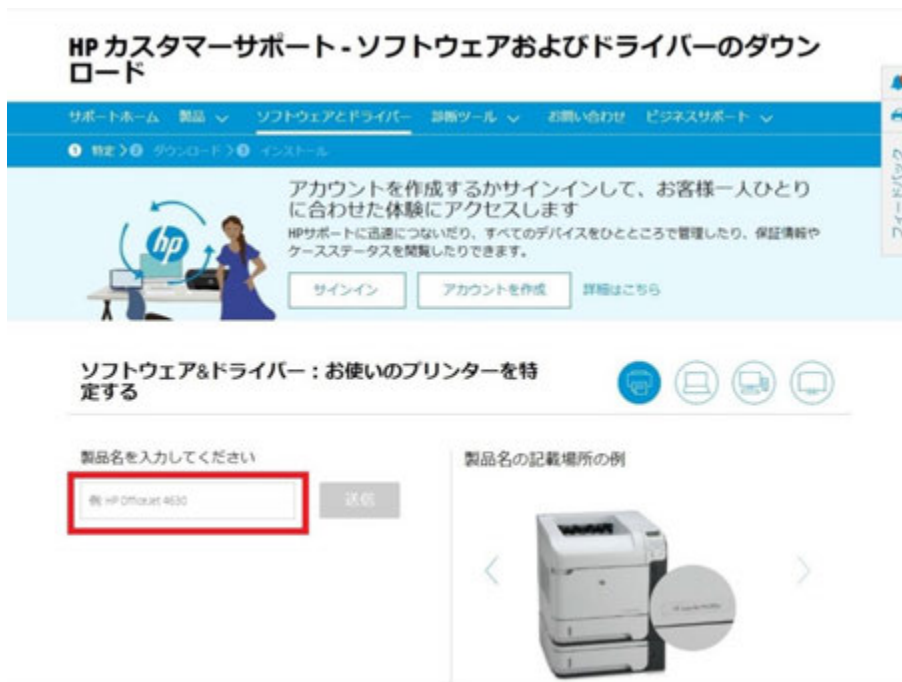 HP カスタマーサポート - ソフトウェアおよびドライバーのダウン
ロード
サポートホーム 製品 ソフトウェアとドライバー 診断ツール お問い合わせ ビジネスサポート
1 特定 > 2 ダウンロード > 3 インストール
フィードバック
アカウントを作成するかサインインして、お客様一人ひとり
に合わせた体験にアクセスします
HPサポートに迅速につないだり、すべてのデバイスをひとところで管理したり、保証情報や
ケースステータスを閲覧したりできます。
hp
サインイン アカウントを作成 詳細はこちら
ソフトウェア&ドライバー：お使いのプリンターを特
定する
製品名を入力してください
製品名の記載場所の例
例: HP OfficeJet 4630 送信